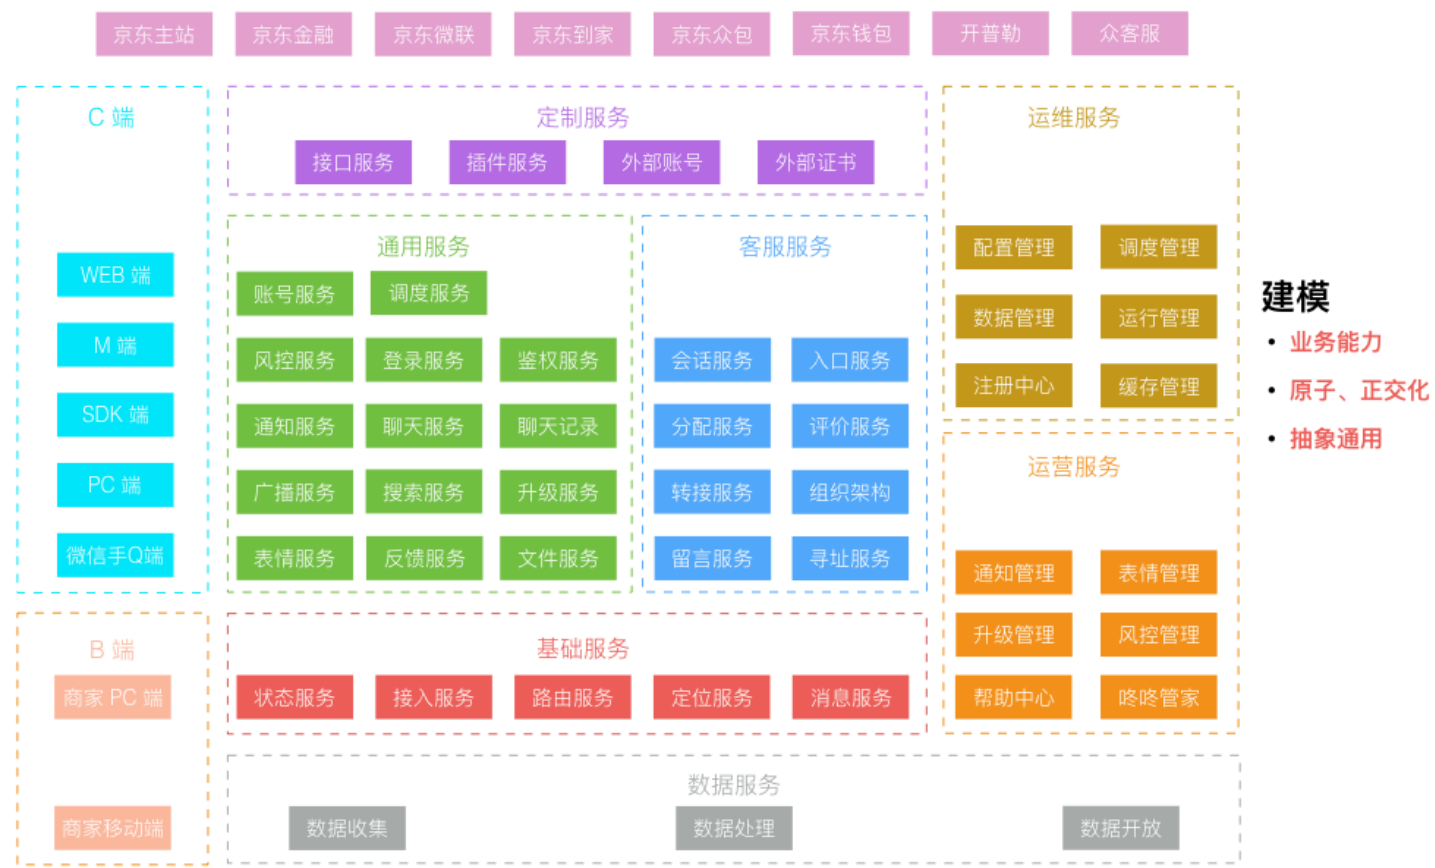 京东主站
京东金融
京东微联
京东到家
京东众包
京东钱包
开普勒
众客服
C 端
WEB 端
M 端
SDK 端
PC 端
微信手Q端
B 端
商家 PC 端
商家移动端
定制服务
接口服务
插件服务
外部账号
外部证书
通用服务
账号服务
调度服务
风控服务
登录服务
鉴权服务
通知服务
聊天服务
聊天记录
广播服务
搜索服务
升级服务
表情服务
反馈服务
文件服务
客服服务
会话服务
入口服务
分配服务
评价服务
转接服务
组织架构
留言服务
寻址服务
基础服务
状态服务
接入服务
路由服务
定位服务
消息服务
运维服务
配置管理
调度管理
数据管理
运行管理
注册中心
缓存管理
运营服务
通知管理
表情管理
升级管理
风控管理
帮助中心
咚咚管家
数据服务
数据收集
数据处理
数据开放
建模
• 业务能力
• 原子、正交化
• 抽象通用